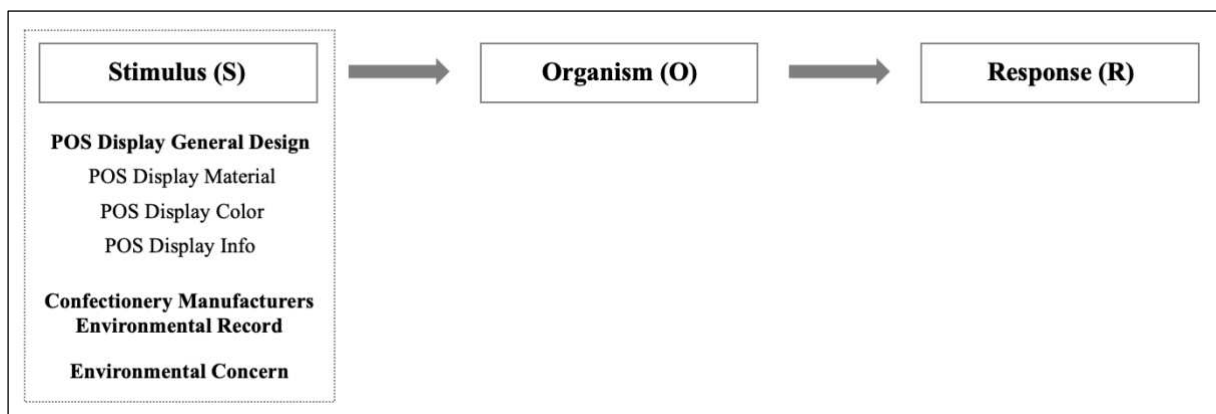 Stimulus (S)
Organism (O)
Response (R)
POS Display General Design
POS Display Material
POS Display Color
POS Display Info
Confectionery Manufacturers
Environmental Record
Environmental Concern